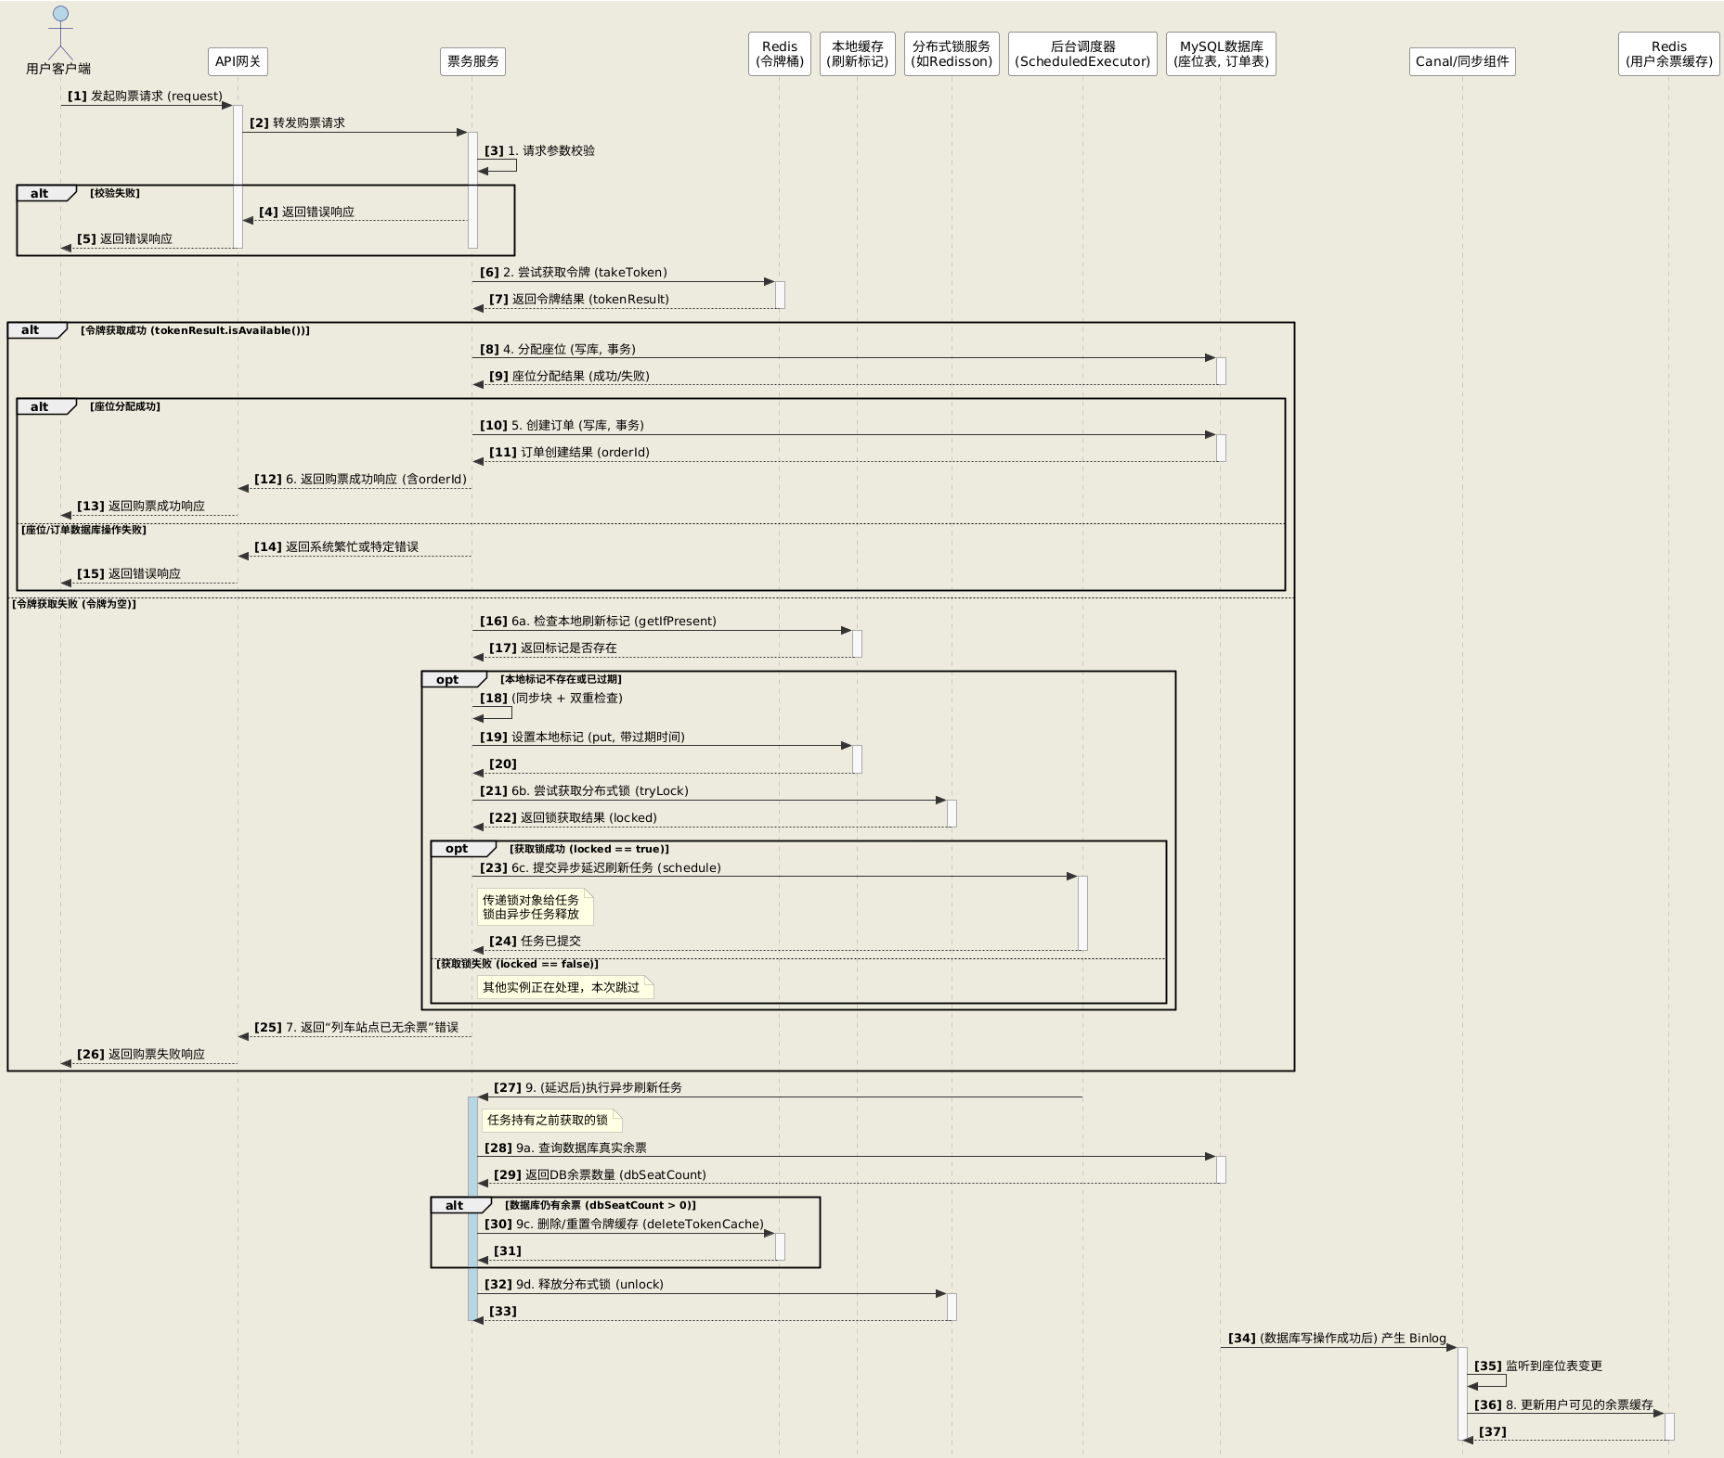 用户客户端
API网关
票务服务
Redis
(令牌桶)
本地缓存
(刷新标记)
分布式锁服务
(如Redisson)
后台调度器
(ScheduledExecutor)
MySQL数据库
(座位表, 订单表)
Canal/同步组件
Redis
(用户余票缓存)
[1] 发起购票请求 (request)
[2] 转发购票请求
[3] 1. 请求参数校验
alt [校验失败]
[4] 返回错误响应
[5] 返回错误响应
[6] 2. 尝试获取令牌 (takeToken)
[7] 返回令牌结果 (tokenResult)
alt [令牌获取成功 (tokenResult.isAvailable())]
[8] 4. 分配座位 (写库, 事务)
[9] 座位分配结果 (成功/失败)
alt [座位分配成功]
[10] 5. 创建订单 (写库, 事务)
[11] 订单创建结果 (orderId)
[12] 6. 返回购票成功响应 (含orderId)
[13] 返回购票成功响应
[座位/订单数据库操作失败]
[14] 返回系统繁忙或特定错误
[15] 返回错误响应
[令牌获取失败 (令牌为空)]
[16] 6a. 检查本地刷新标记 (getIfPresent)
[17] 返回标记是否存在
opt [本地标记不存在或已过期]
[18] (同步块 + 双重检查)
[19] 设置本地标记 (put, 带过期时间)
[20]
[21] 6b. 尝试获取分布式锁 (tryLock)
[22] 返回锁获取结果 (locked)
opt [获取锁成功 (locked == true)]
[23] 6c. 提交异步延迟刷新任务 (schedule)
传递锁对象给任务
锁由异步任务释放
[24] 任务已提交
[获取锁失败 (locked == false)]
其他实例正在处理，本次跳过
[25] 7. 返回“列车站点已无余票”错误
[26] 返回购票失败响应
[27] 9. (延迟后)执行异步刷新任务
任务持有之前获取的锁
[28] 9a. 查询数据库真实余票
[29] 返回DB余票数量 (dbSeatCount)
alt [数据库仍有余票 (dbSeatCount > 0)]
[30] 9c. 删除/重置令牌缓存 (deleteTokenCache)
[31]
[32] 9d. 释放分布式锁 (unlock)
[33]
[34] (数据库写操作成功后) 产生 Binlog
[35] 监听到座位表变更
[36] 8. 更新用户可见的余票缓存
[37]